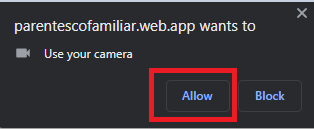 parentescofamiliar.web.app wants to
Use your camera
Allow Block